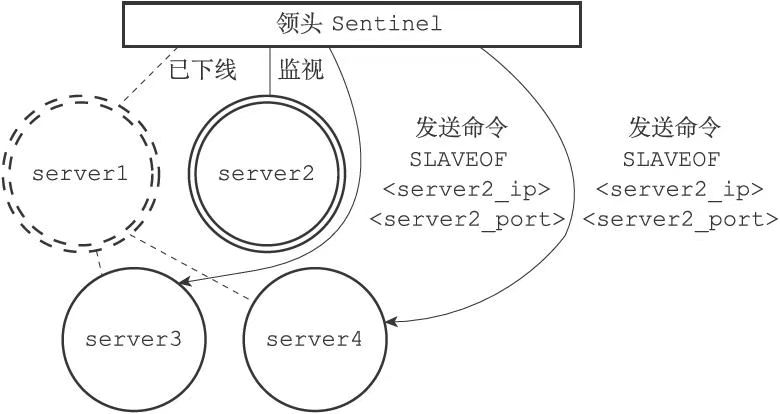 领头 Sentinel
已下线
监视
server1
server2
发送命令
SLAVEOF
<server2_ip>
<server2_port>
发送命令
SLAVEOF
<server2_ip>
<server2_port>
server3
server4